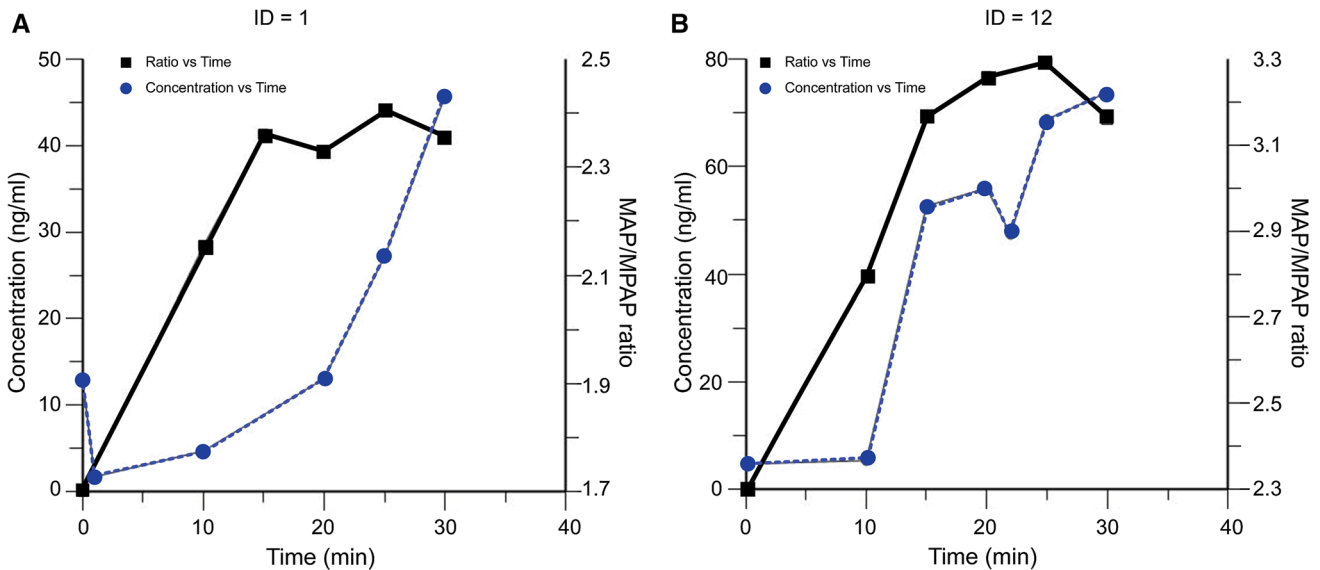 A
ID = 1
Ratio vs Time
Concentration vs Time
50
40
30
20
10
0
Concentration (ng/ml)
2.5
2.3
2.1
1.9
1.7
MAP/MPAP ratio
0 10 20 30 40
Time (min)
B
ID = 12
Ratio vs Time
Concentration vs Time
80
60
40
20
0
Concentration (ng/ml)
3.3
3.1
2.9
2.7
2.5
2.3
MAP/MPAP ratio
0 10 20 30 40
Time (min)